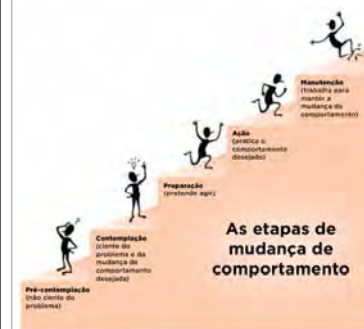 Manutenção
(trabalha para
manter a
mudança de
comportamento)
Ação
(pratica o
comportamento
desejado)
Preparação
(pretende agir)
Contemplação
(ciente do
problema e da
mudança de
comportamento
desejada)
Pré-contemplação
(não ciente do
problema)
As etapas de
mudança de
comportamento